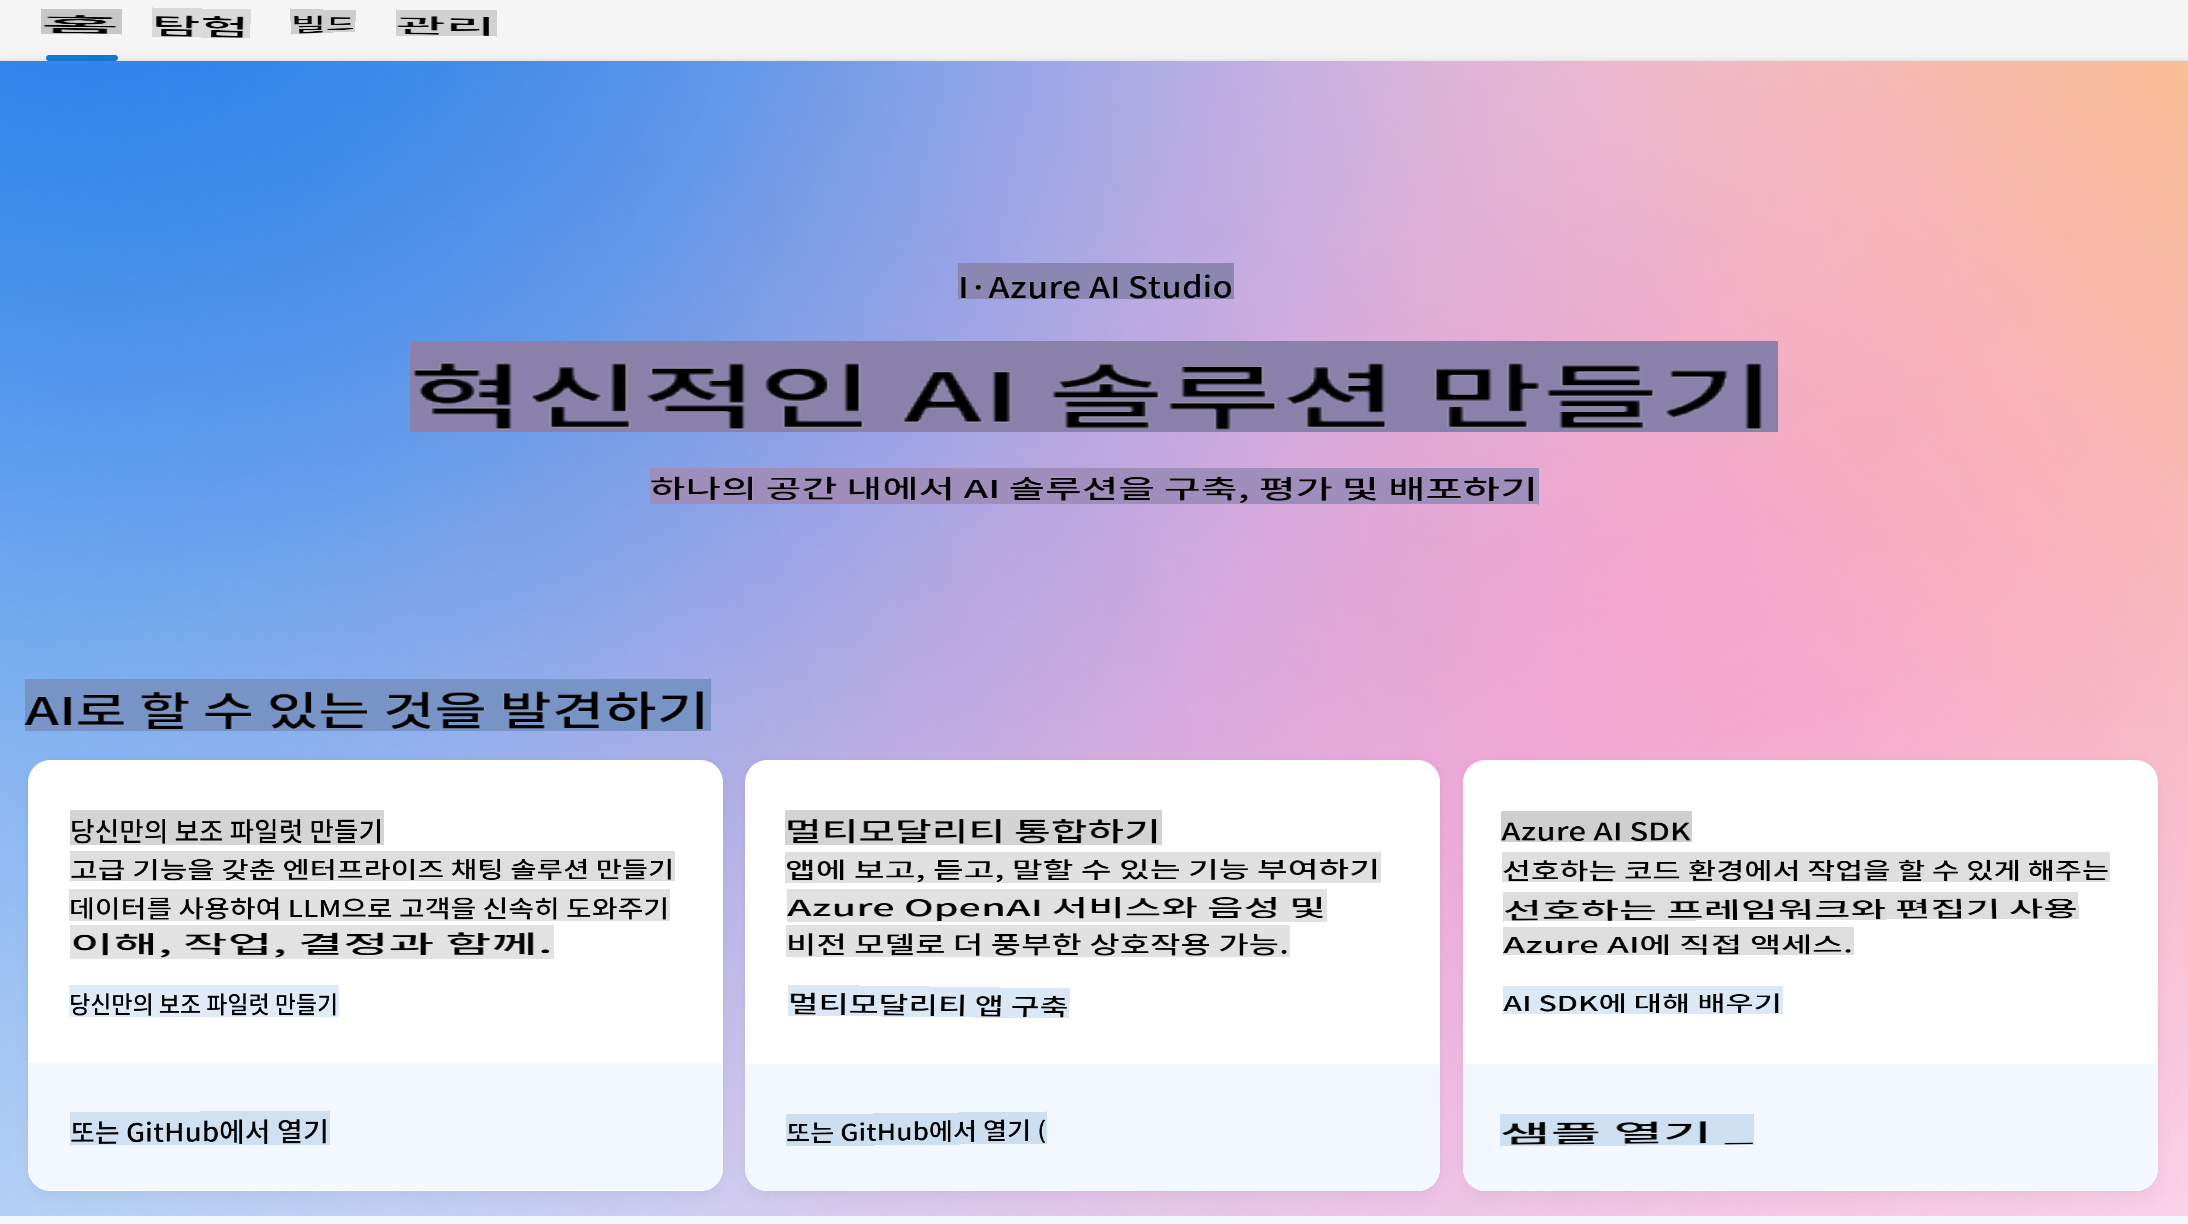 홈 탐험 빌드 관리
I · Azure AI Studio
혁신적인 AI 솔루션 만들기
하나의 공간 내에서 AI 솔루션을 구축, 평가 및 배포하기
AI로 할 수 있는 것을 발견하기
당신만의 보조 파일럿 만들기
고급 기능을 갖춘 엔터프라이즈 채팅 솔루션 만들기
데이터를 사용하여 LLM으로 고객을 신속히 도와주기
이해, 작업, 결정과 함께.
당신만의 보조 파일럿 만들기
또는 GitHub에서 열기
멀티모달리티 통합하기
앱에 보고, 듣고, 말할 수 있는 기능 부여하기
Azure OpenAI 서비스와 음성 및
비전 모델로 더 풍부한 상호작용 가능.
멀티모달리티 앱 구축
또는 GitHub에서 열기 (
Azure AI SDK
선호하는 코드 환경에서 작업을 할 수 있게 해주는
선호하는 프레임워크와 편집기 사용
Azure AI에 직접 액세스.
AI SDK에 대해 배우기
샘플 열기 _